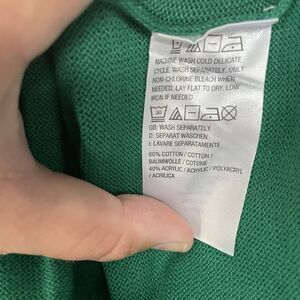 MACHINE WASH COLD DELICATE
CYCLE. WASH SEPARATELY. ONLY
NON-CHLORINE BLEACH WHEN
NEEDED. LAY FLAT TO DRY. LOW
IRON IF NEEDED
GB: WASH SEPARATELY
D: SEPARAT WASCHEN
I: LAVARE SEPARATAMENTE
60% COTTON / COTTON /
BAUMWOLLE / COTONE
40% ACRYLIC / ACRYLIC / POLYACRYL
/ ACRILICA